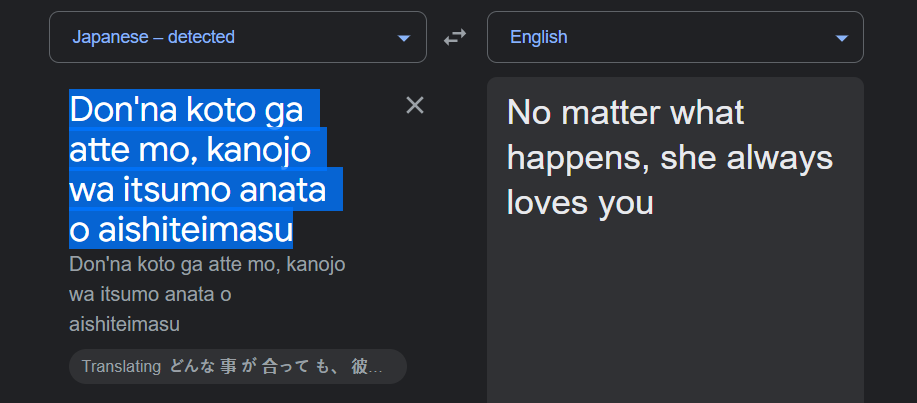 Japanese – detected
English
Don'na koto ga
atte mo, kanojo
wa itsumo anata
o aishiteimasu
Don'na koto ga atte mo, kanojo
wa itsumo anata o
aishiteimasu
Translating どんな 事 が 合って も、 彼...
No matter what
happens, she always
loves you